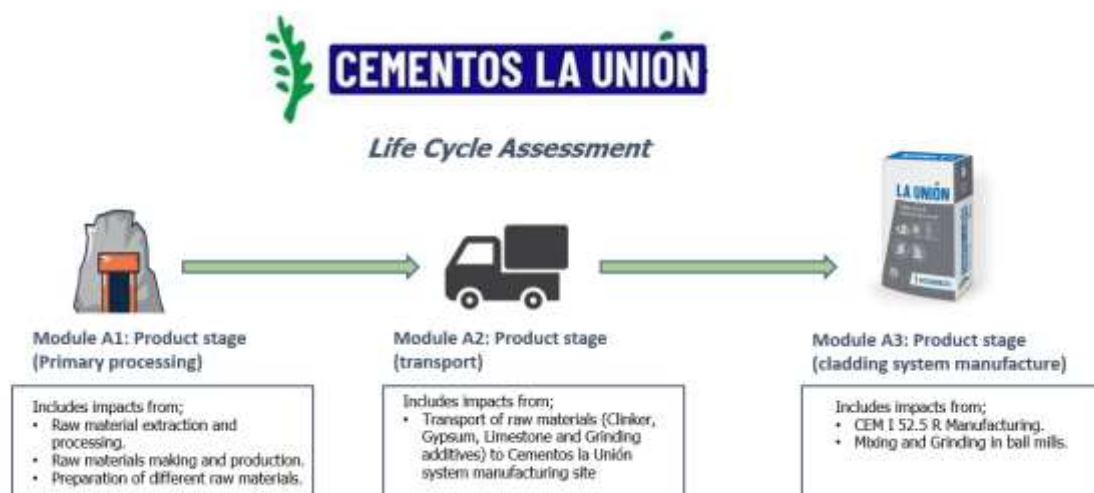 CEMENTOS LA UNIÓN
Life Cycle Assessment
LA UNIÓN
Module A1: Product stage
(Primary processing)
Includes impacts from;
• Raw material extraction and
processing.
• Raw materials making and production.
• Preparation of different raw materials.
Module A2: Product stage
(transport)
Includes impacts from;
• Transport of raw materials (Clinker,
Gypsum, Limestone and Grinding
additives) to Cementos la Unión
system manufacturing site
Module A3: Product stage
(cladding system manufacture)
Includes impacts from;
• CEM I 52.5 R Manufacturing.
• Mixing and Grinding in ball mills.